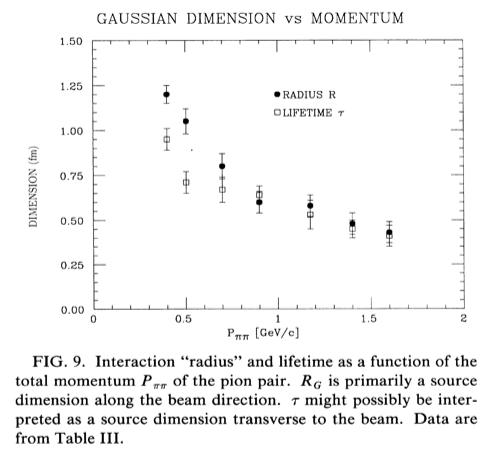 GAUSSIAN DIMENSION vs MOMENTUM
1.50
1.25
1.00
0.75
0.50
0.25
0.00
DIMENSION (fm)
● RADIUS R
□ LIFETIME τ
0
0.5
1
1.5
2
P_ππ [GeV/c]
FIG. 9. Interaction “radius” and lifetime as a function of the
total momentum P_ππ of the pion pair. R_G is primarily a source
dimension along the beam direction. τ might possibly be inter-
preted as a source dimension transverse to the beam. Data are
from Table III.